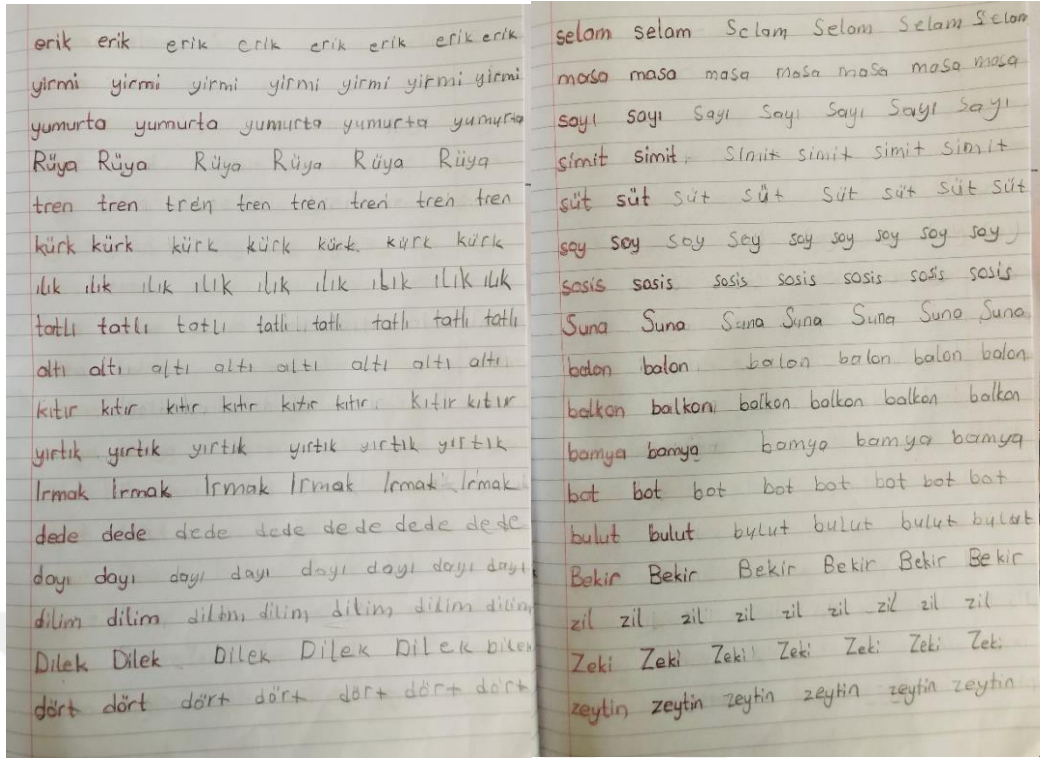 erik erik erik erik erik erik erik erik
yirmi yirmi yirmi yirmi yirmi yirmi yirmi
yumurta yumurta yumurta yumurta yumurta
Rüya Rüya Rüya Rüya Rüya Rüya
tren tren tren tren tren tren tren tren
kürk kürk kürk kürk kürk kürk kürk
ılık ılık ılık ılık ılık ılık ılık ılık ılık
tatlı tatlı tatlı tatlı tatlı tatlı tatlı tatlı
altı altı altı altı altı altı altı altı
kıtır kıtır kıtır kıtır kıtır kıtır kıtır kıtır
yırtık yırtık yırtık yırtık yırtık yırtık
Irmak Irmak Irmak Irmak Irmak Irmak
dede dede dede dede dede dede dede
dayı dayı dayı dayı dayı dayı dayı dayı
dilim dilim dilim dilim dilim dilim dilim
Dilek Dilek Dilek Dilek Dilek Dilek
dört dört dört dört dört dört dört
selam selam Selam Selam Selam Selam
masa masa masa masa masa masa masa
sayı sayı sayı sayı sayı sayı sayı
simit simit simit simit simit simit
süt süt süt süt süt süt süt süt
soy soy soy soy soy soy soy soy soy
sosis sosis sosis sosis sosis sosis sosis
Suna Suna Suna Suna Suna Suna Suna
balon balon balon balon balon balon
balkon balkon balkon balkon balkon balkon
bamya bamya bamya bamya bamya
bot bot bot bot bot bot bot bot
bulut bulut bulut bulut bulut bulut
Bekir Bekir Bekir Bekir Bekir Bekir
zil zil zil zil zil zil zil zil zil
Zeki Zeki Zeki Zeki Zeki Zeki Zeki
zeytin zeytin zeytin zeytin zeytin zeytin